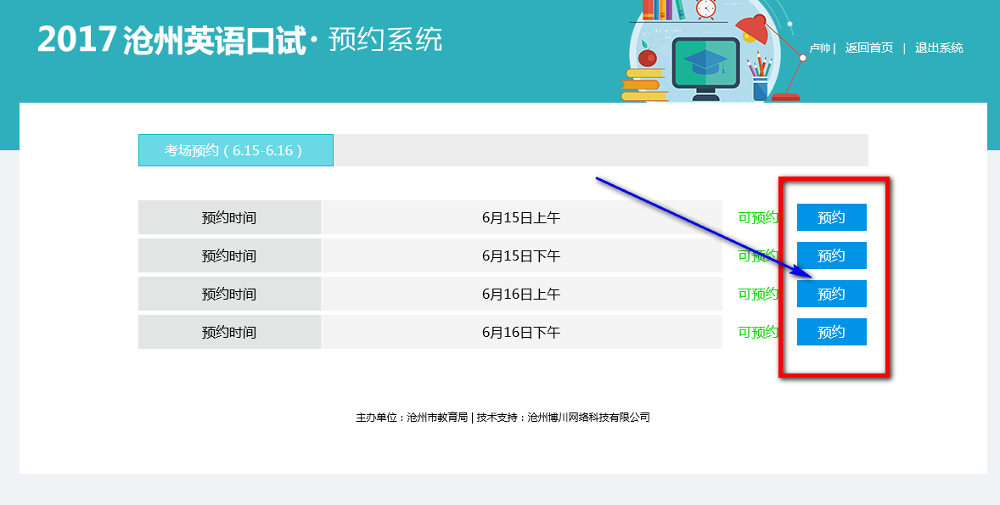 2017 沧州英语口试· 预约系统
卢帅 | 返回首页 | 退出系统
考场预约（6.15-6.16）
预约时间 6月15日上午 可预约 预约
预约时间 6月15日下午 可预约 预约
预约时间 6月16日上午 可预约 预约
预约时间 6月16日下午 可预约 预约
主办单位：沧州市教育局 | 技术支持：沧州博川网络科技有限公司